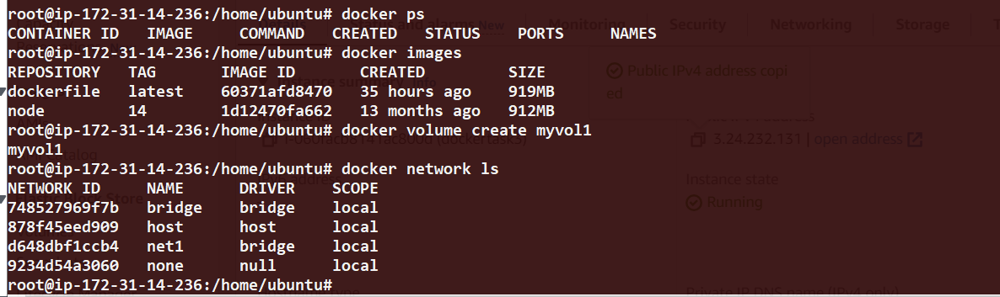 root@ip-172-31-14-236:/home/ubuntu# docker ps
CONTAINER ID   IMAGE     COMMAND   CREATED   STATUS    PORTS     NAMES
root@ip-172-31-14-236:/home/ubuntu# docker images
REPOSITORY   TAG       IMAGE ID       CREATED         SIZE
dockerfile   latest    60371afd8470   35 hours ago    919MB
node         14        1d12470fa662   13 months ago   912MB
root@ip-172-31-14-236:/home/ubuntu# docker volume create myvol1
myvol1
root@ip-172-31-14-236:/home/ubuntu# docker network ls
NETWORK ID     NAME      DRIVER    SCOPE
748527969f7b   bridge    bridge    local
878f45eed909   host      host      local
d648dbf1ccb4   net1      bridge    local
9234d54a3060   none      null      local
root@ip-172-31-14-236:/home/ubuntu#
alarms New
Monitoring
Security
Networking
Storage
Public IPv4 address copi
ed
3.24.232.131 | open address
Instance state
Running
Private IP DNS name (IPv4 only)